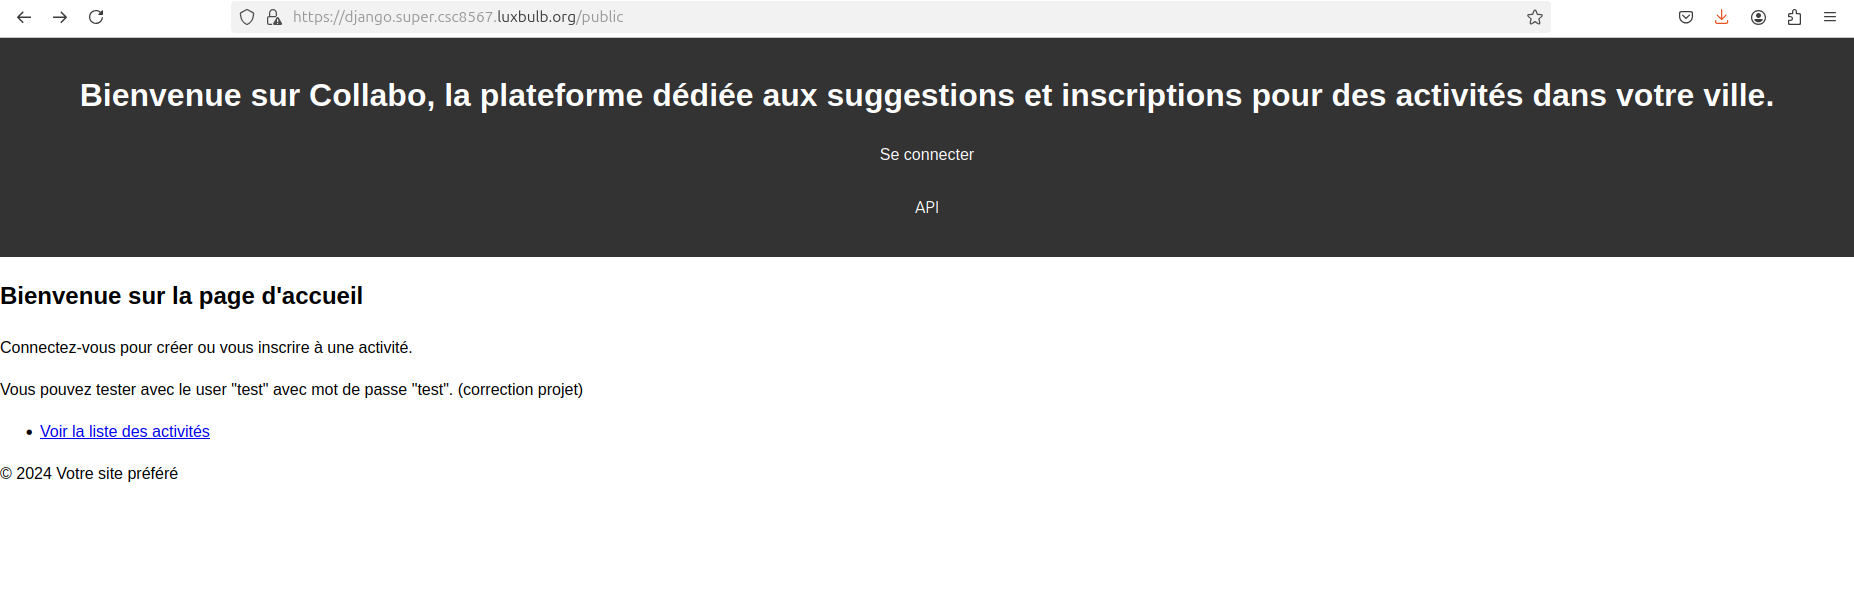 https://django.super.csc8567.luxbulb.org/public
Bienvenue sur Collabo, la plateforme dédiée aux suggestions et inscriptions pour des activités dans votre ville.
Se connecter
API
Bienvenue sur la page d'accueil
Connectez-vous pour créer ou vous inscrire à une activité.
Vous pouvez tester avec le user "test" avec mot de passe "test". (correction projet)
• Voir la liste des activités
© 2024 Votre site préféré